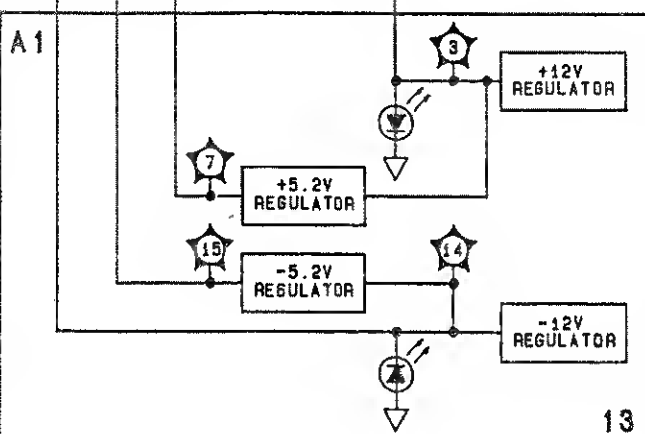 A1
3
+12V
REGULATOR
7
+5.2V
REGULATOR
15
-5.2V
REGULATOR
14
-12V
REGULATOR
13